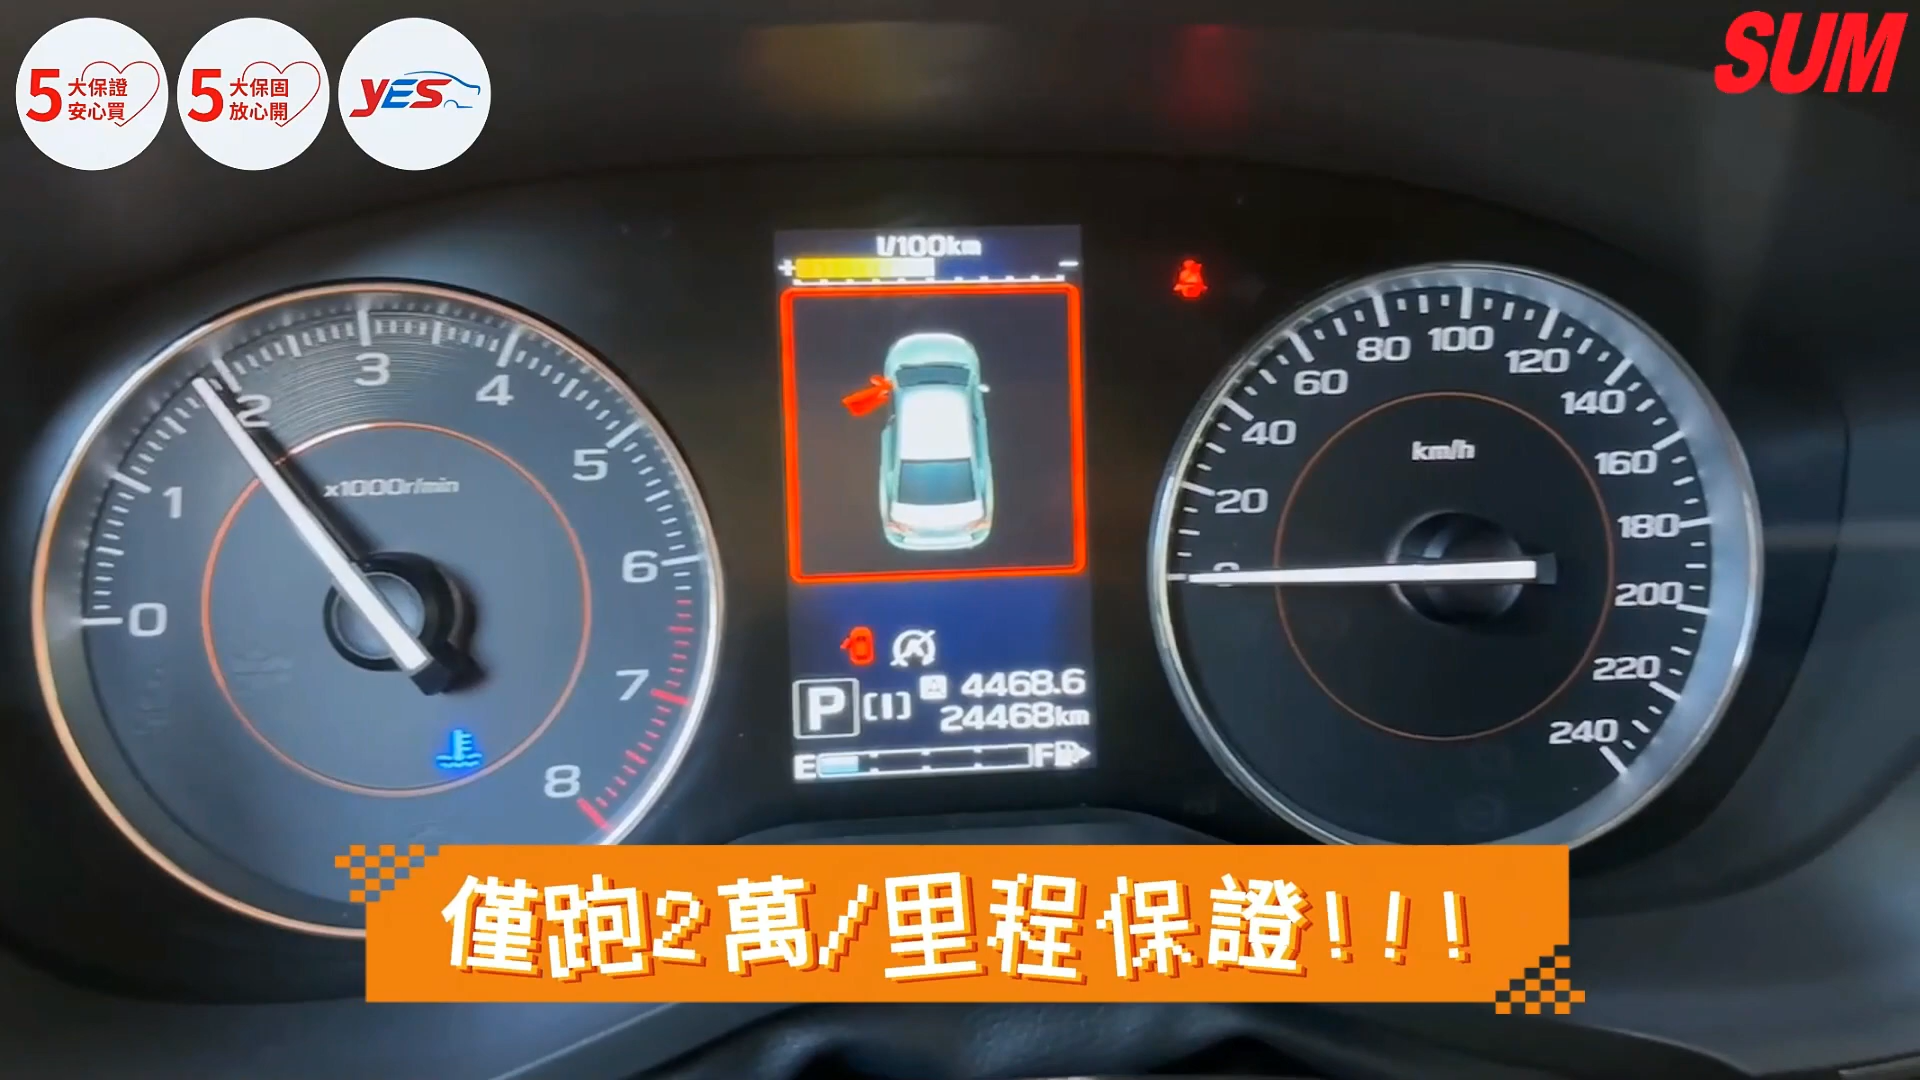 5 大保證
安心買
5 大保固
放心開
YES
SUM
l/100km
+ -
0 1 2 3 4 5 6 7 8
x1000r/min
0 20 40 60 80 100 120 140 160 180 200 220 240
km/h
4468.6
P [I] 24468km
E F
僅跑2萬/里程保證!!!